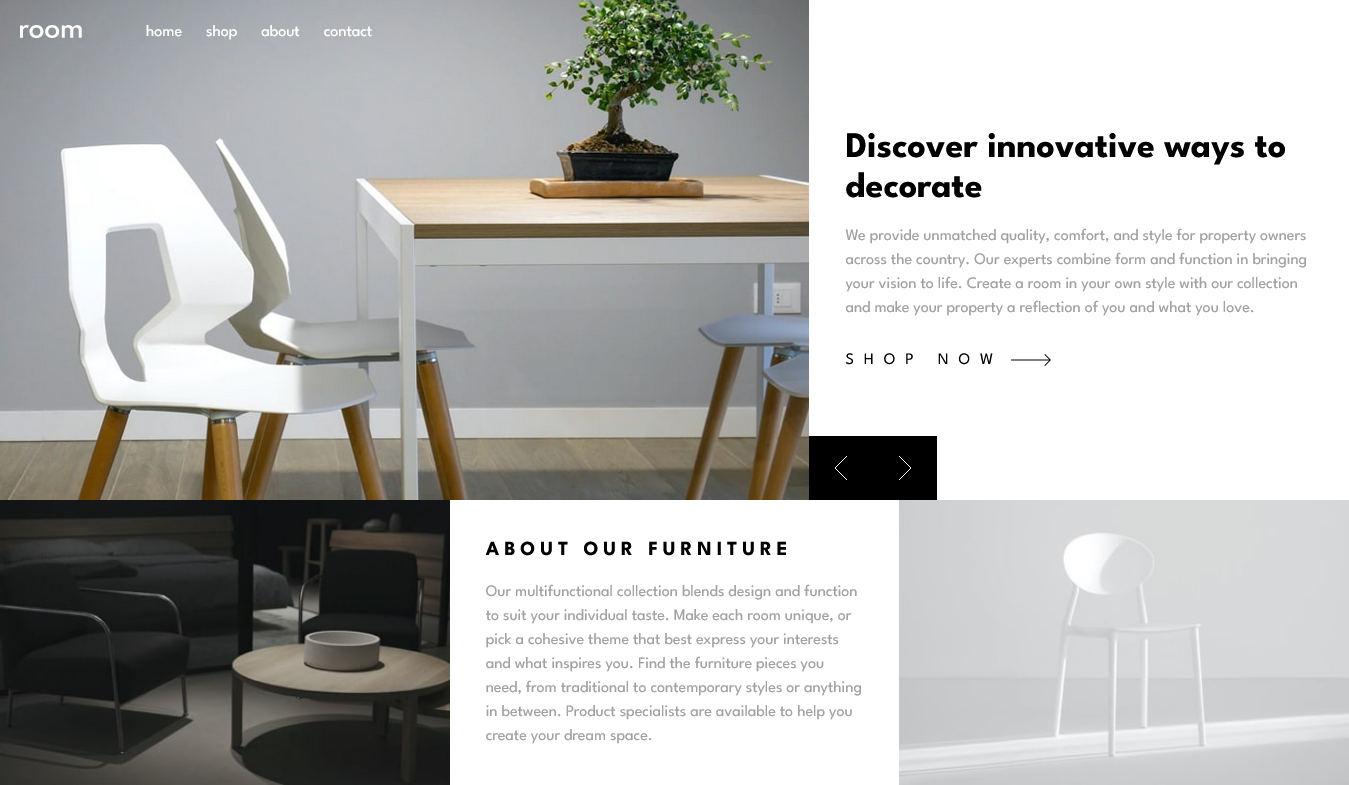 room
home shop about contact
Discover innovative ways to
decorate
We provide unmatched quality, comfort, and style for property owners
across the country. Our experts combine form and function in bringing
your vision to life. Create a room in your own style with our collection
and make your property a reflection of you and what you love.
SHOP NOW
ABOUT OUR FURNITURE
Our multifunctional collection blends design and function
to suit your individual taste. Make each room unique, or
pick a cohesive theme that best express your interests
and what inspires you. Find the furniture pieces you
need, from traditional to contemporary styles or anything
in between. Product specialists are available to help you
create your dream space.